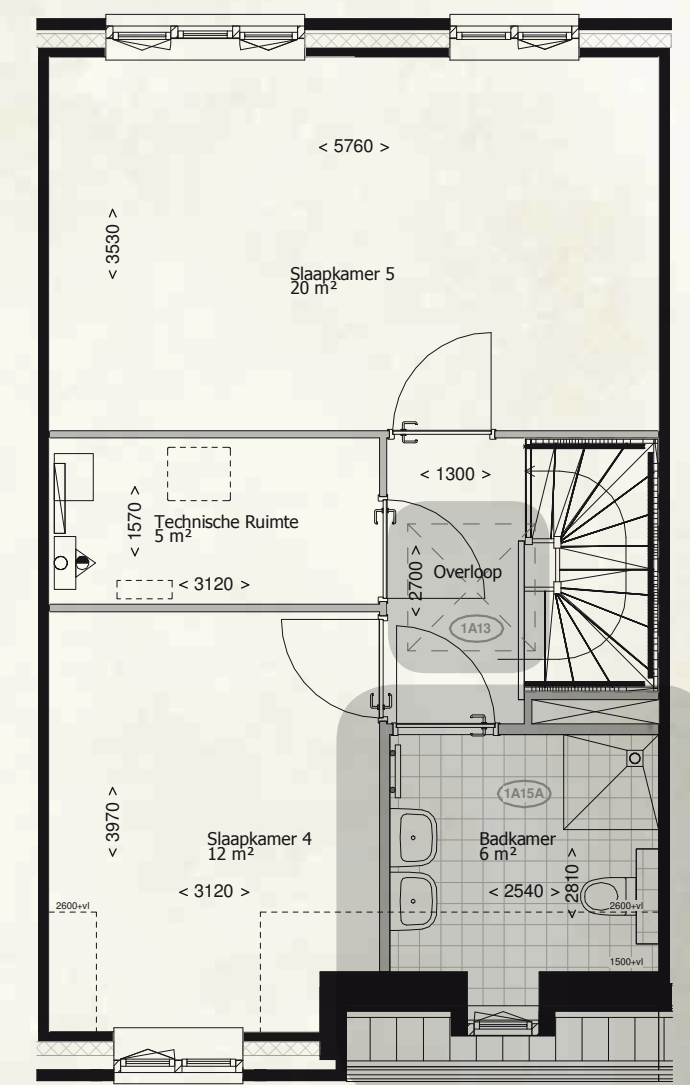 < 5760 >
< 3530 >
Slaapkamer 5
20 m²
< 1300 >
< 1570 >
Technische Ruimte
5 m²
< 3120 >
< 2700 >
Overloop
1A13
1A15A
< 3970 >
Slaapkamer 4
12 m²
< 3120 >
Badkamer
6 m²
< 2540 >
< 2810 >
2600+vl
2600+vl
1500+vl